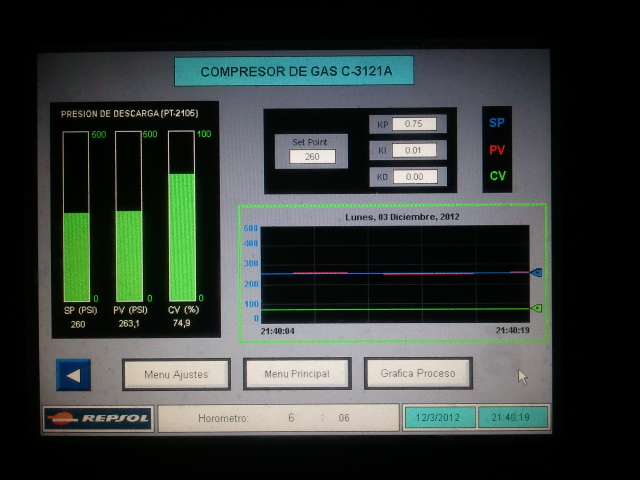 COMPRESOR DE GAS C-3121A
PRESION DE DESCARGA (PT-2105)
600 500 100
0 0 0
SP (PSI) PV (PSI) CV (%)
260 263,1 74,9
Set Point
260
KP 0.75
KI 0.01
KD 0.00
SP
PV
CV
Lunes, 03 Diciembre, 2012
500
400
300
200
100
0
21:40:04 21:40:19
Menu Ajustes Menu Principal Grafica Proceso
REPSOL Horometro: 6 : 06 12/3/2012 21:40:19